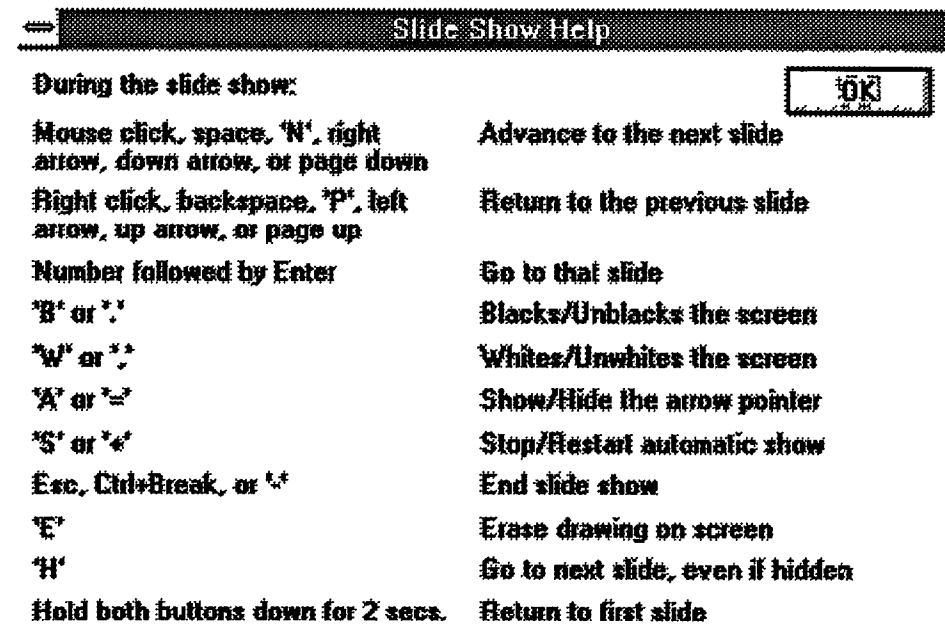 Slide Show Help
During the slide show:
OK
Mouse click, space, 'N', right
arrow, down arrow, or page down
Advance to the next slide
Right click, backspace, 'P', left
arrow, up arrow, or page up
Return to the previous slide
Number followed by Enter
Go to that slide
'B' or '.'
Blacks/Unblacks the screen
'W' or ','
Whites/Unwhites the screen
'A' or '='
Show/Hide the arrow pointer
'S' or '+'
Stop/Restart automatic show
Esc, Ctrl+Break, or '-'
End slide show
'E'
Erase drawing on screen
'H'
Go to next slide, even if hidden
Hold both buttons down for 2 secs.
Return to first slide